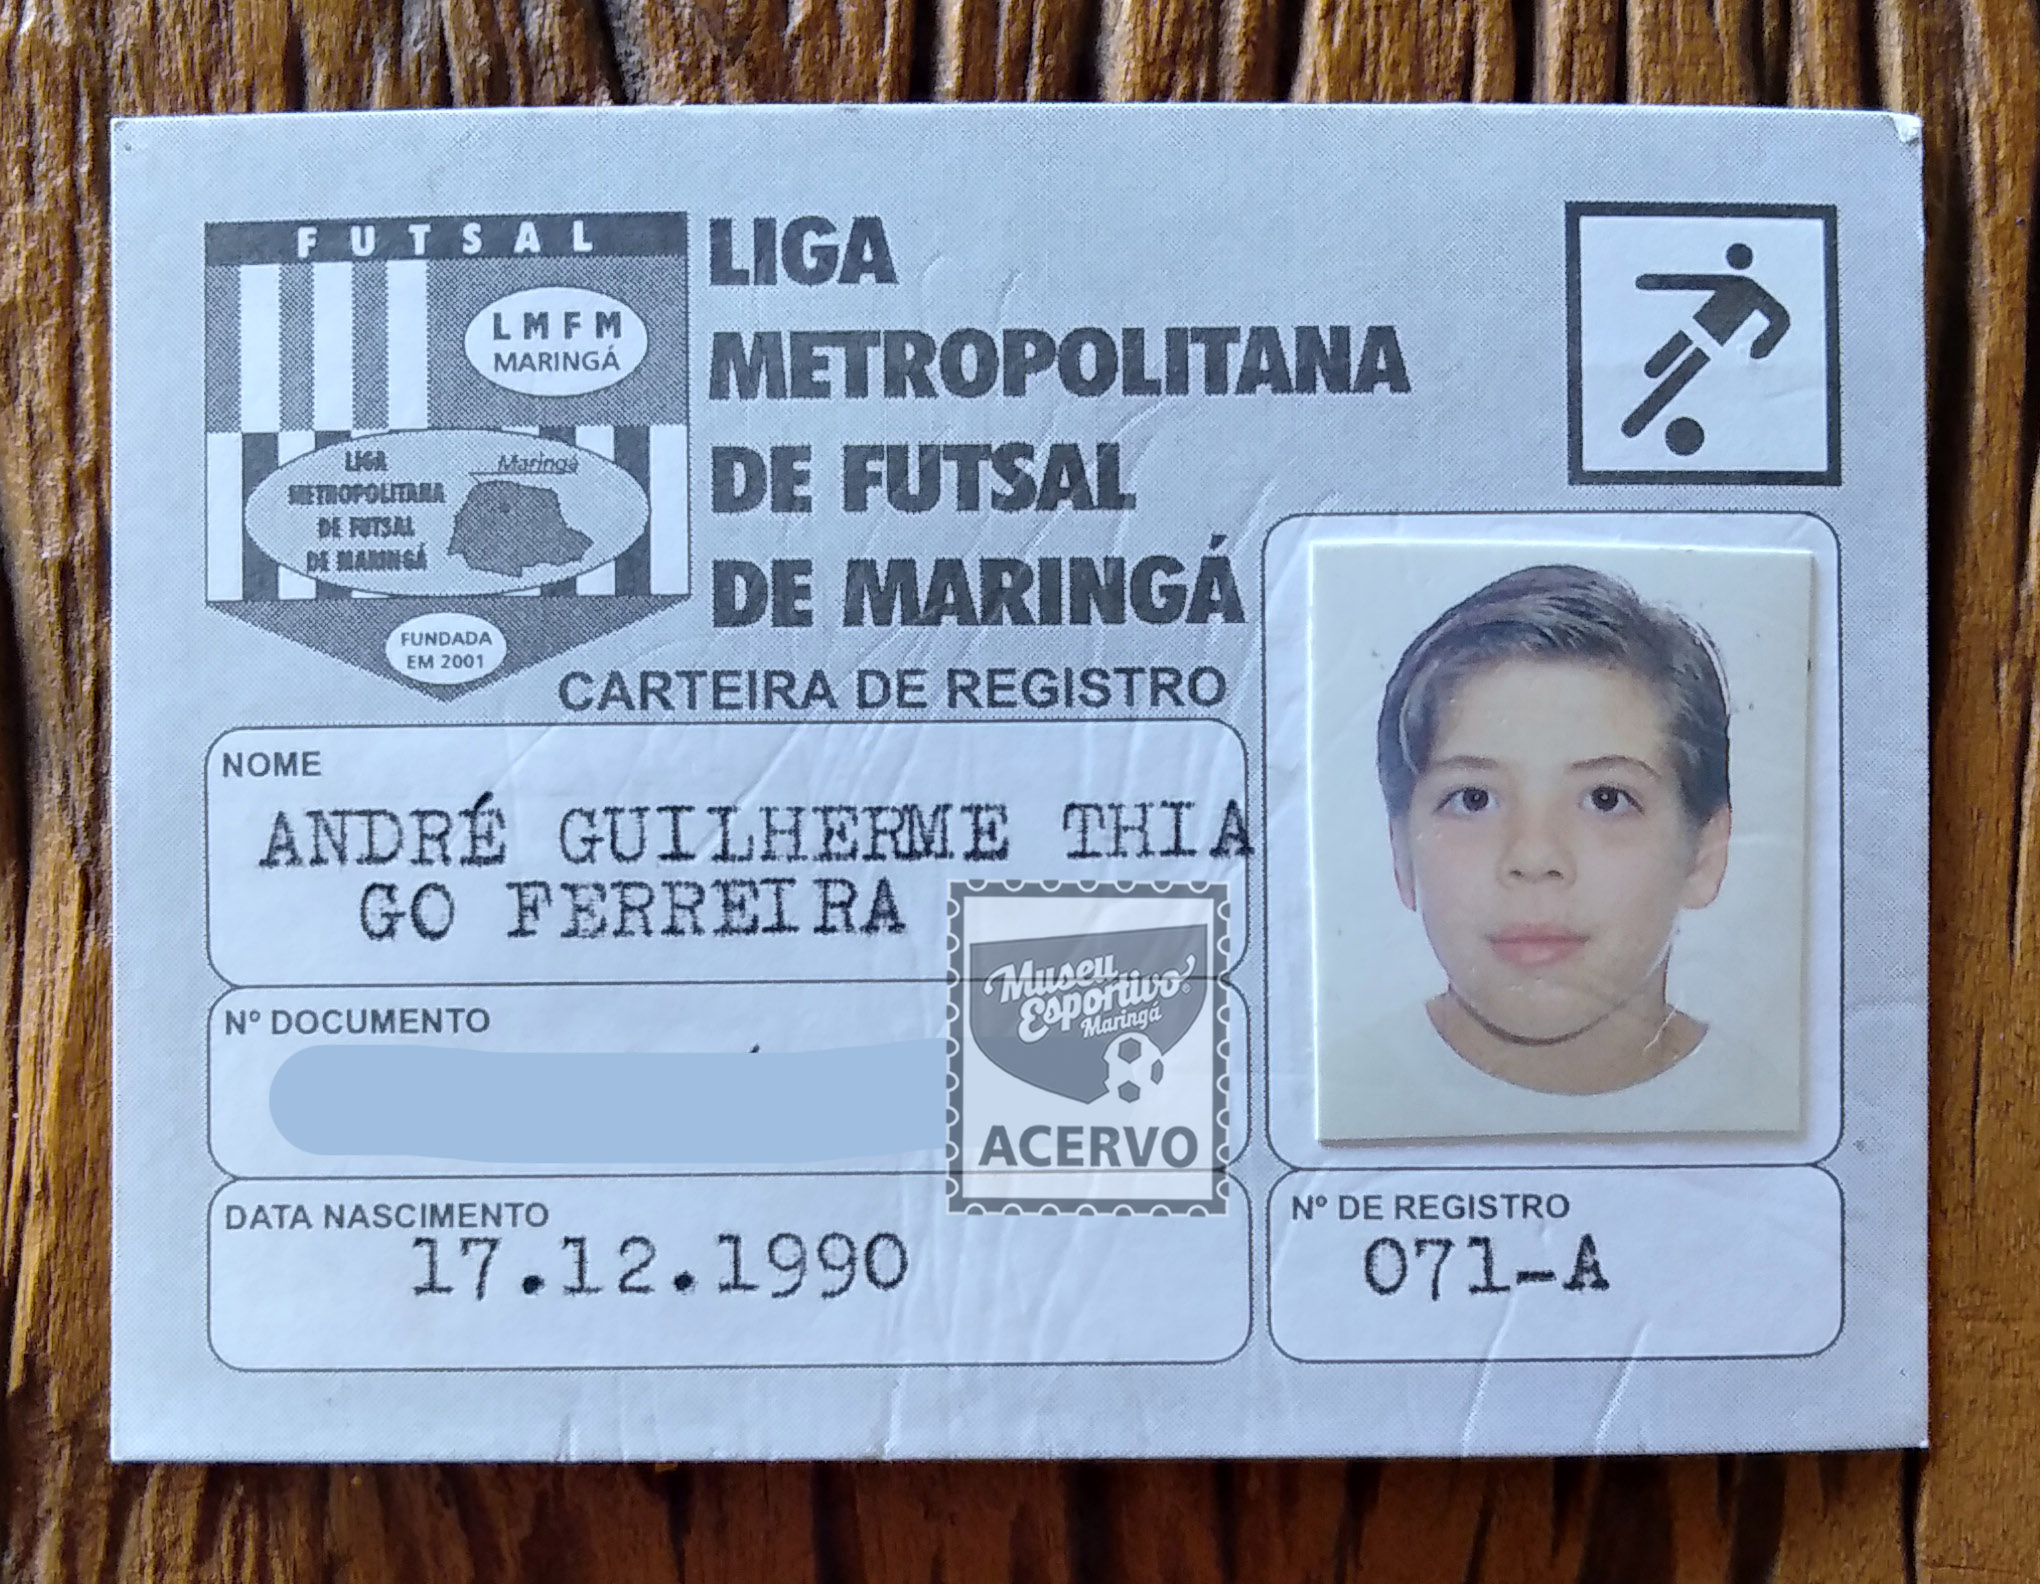 FUTSAL
LMFM
MARINGÁ
LIGA
METROPOLITANA
DE FUTSAL
DE MARINGÁ
Maringá
FUNDADA
EM 2001
LIGA
METROPOLITANA
DE FUTSAL
DE MARINGÁ
CARTEIRA DE REGISTRO
NOME
ANDRÉ GUILHERME THIA
GO FERREIRA
Nº DOCUMENTO
DATA NASCIMENTO
17.12.1990
Nº DE REGISTRO
071-A
Museu
Esportivo
Maringá
ACERVO